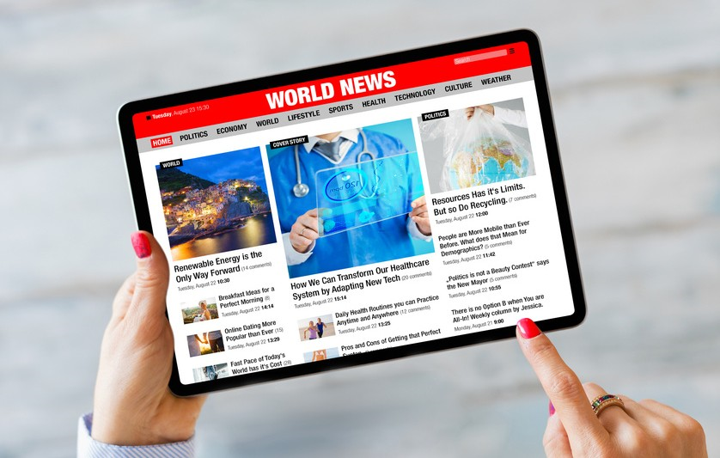 Tuesday, August 23 15:30
WORLD NEWS
HOME POLITICS ECONOMY WORLD LIFESTYLE SPORTS HEALTH TECHNOLOGY CULTURE WEATHER
WORLD
Renewable Energy is the
Only Way Forward (14 comments)
Tuesday, August 22 10:30
Breakfast Ideas for a
Perfect Morning (8)
Tuesday, August 22 14:14
Online Dating More
Popular than Ever (15)
Tuesday, August 22 13:29
Fast Pace of Today's
World has it's Cost (28)
COVER STORY
How We Can Transform Our Healthcare
System by Adapting New Tech (20 comments)
Tuesday, August 22 15:14
Daily Health Routines you can Practice
Anytime and Anywhere (12 comments)
Tuesday, August 22 13:25
Pros and Cons of Getting that Perfect
POLITICS
Resources Has it's Limits.
But so Do Recycling. (7 comments)
Tuesday, August 22 12:00
People are More Mobile than Ever
Before. What does that Mean for
Demographics? (5 comments)
Tuesday, August 22 11:42
„Politics is not a Beauty Contest" says
the New Mayor (5 comments)
Tuesday, August 22 10:55
There is no Option B when You are
All-In! Weekly column by Jessica.
Monday, August 21 9:00